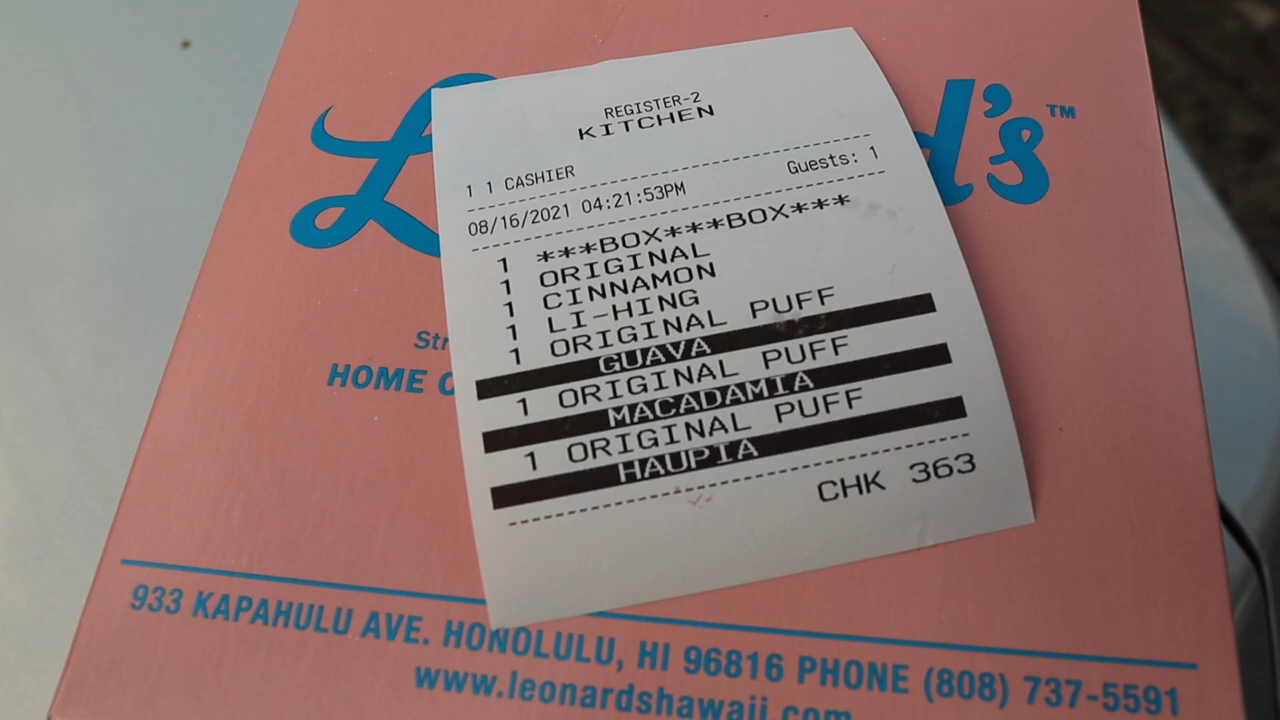 REGISTER-2
KITCHEN
1 1 CASHIER
Guests: 1
08/16/2021 04:21:53PM
1 ***BOX***BOX***
1 ORIGINAL
1 CINNAMON
1 LI-HING
1 ORIGINAL PUFF
GUAVA
1 ORIGINAL PUFF
MACADAMIA
1 ORIGINAL PUFF
HAUPIA
CHK 363
™
HOME
933 KAPAHULU AVE. HONOLULU, HI 96816 PHONE (808) 737-5591
www.leonardshawaii.com